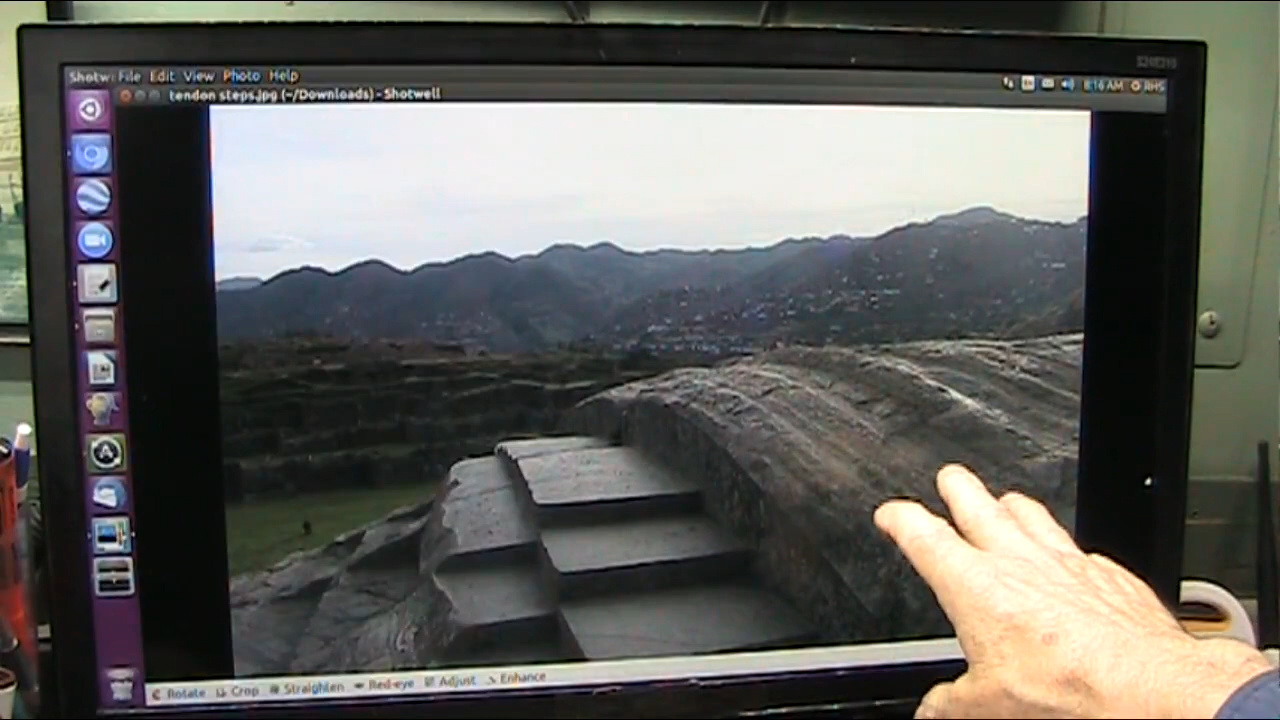 Shotw File Edit View Photo Help 8:16 AM RHS
tendon steps.jpg (~/Downloads) - Shotwell
Rotate Crop Straighten Red-eye Adjust Enhance